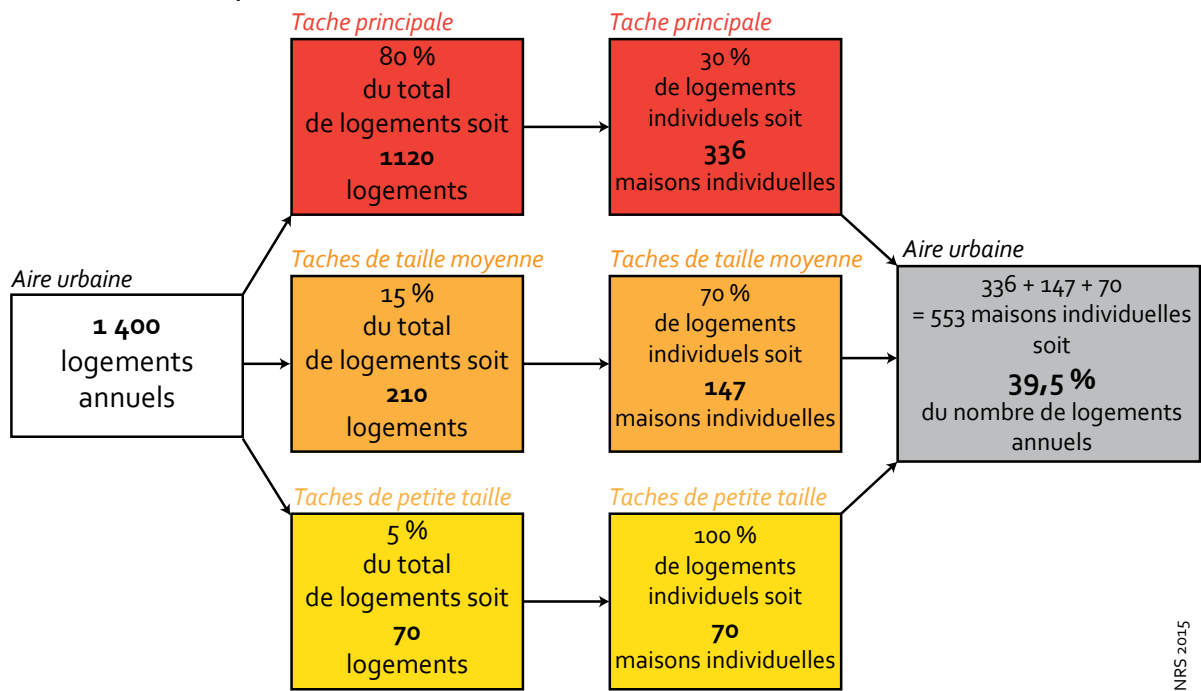 Tache principale
80 %
du total
de logements soit
1120
logements
Tache principale
30 %
de logements
individuels soit
336
maisons individuelles
Aire urbaine
1 400
logements
annuels
Taches de taille moyenne
15 %
du total
de logements soit
210
logements
Taches de taille moyenne
70 %
de logements
individuels soit
147
maisons individuelles
Aire urbaine
336 + 147 + 70
= 553 maisons individuelles
soit
39,5 %
du nombre de logements
annuels
Taches de petite taille
5 %
du total
de logements soit
70
logements
Taches de petite taille
100 %
de logements
individuels soit
70
maisons individuelles
NRS 2015